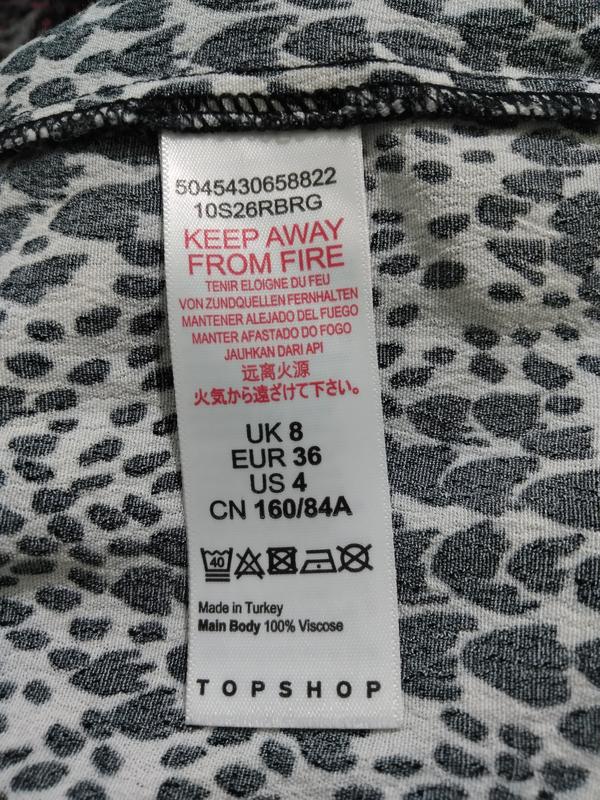 5045430658822
10S26RBRG
KEEP AWAY
FROM FIRE
TENIR ELOIGNE DU FEU
VON ZUNDQUELLEN FERNHALTEN
MANTENER ALEJADO DEL FUEGO
MANTER AFASTADO DO FOGO
JAUHKAN DARI API
远离火源
火気から遠ざけて下さい。
UK 8
EUR 36
US 4
CN 160/84A
40
Made in Turkey
Main Body 100% Viscose
TOPSHOP